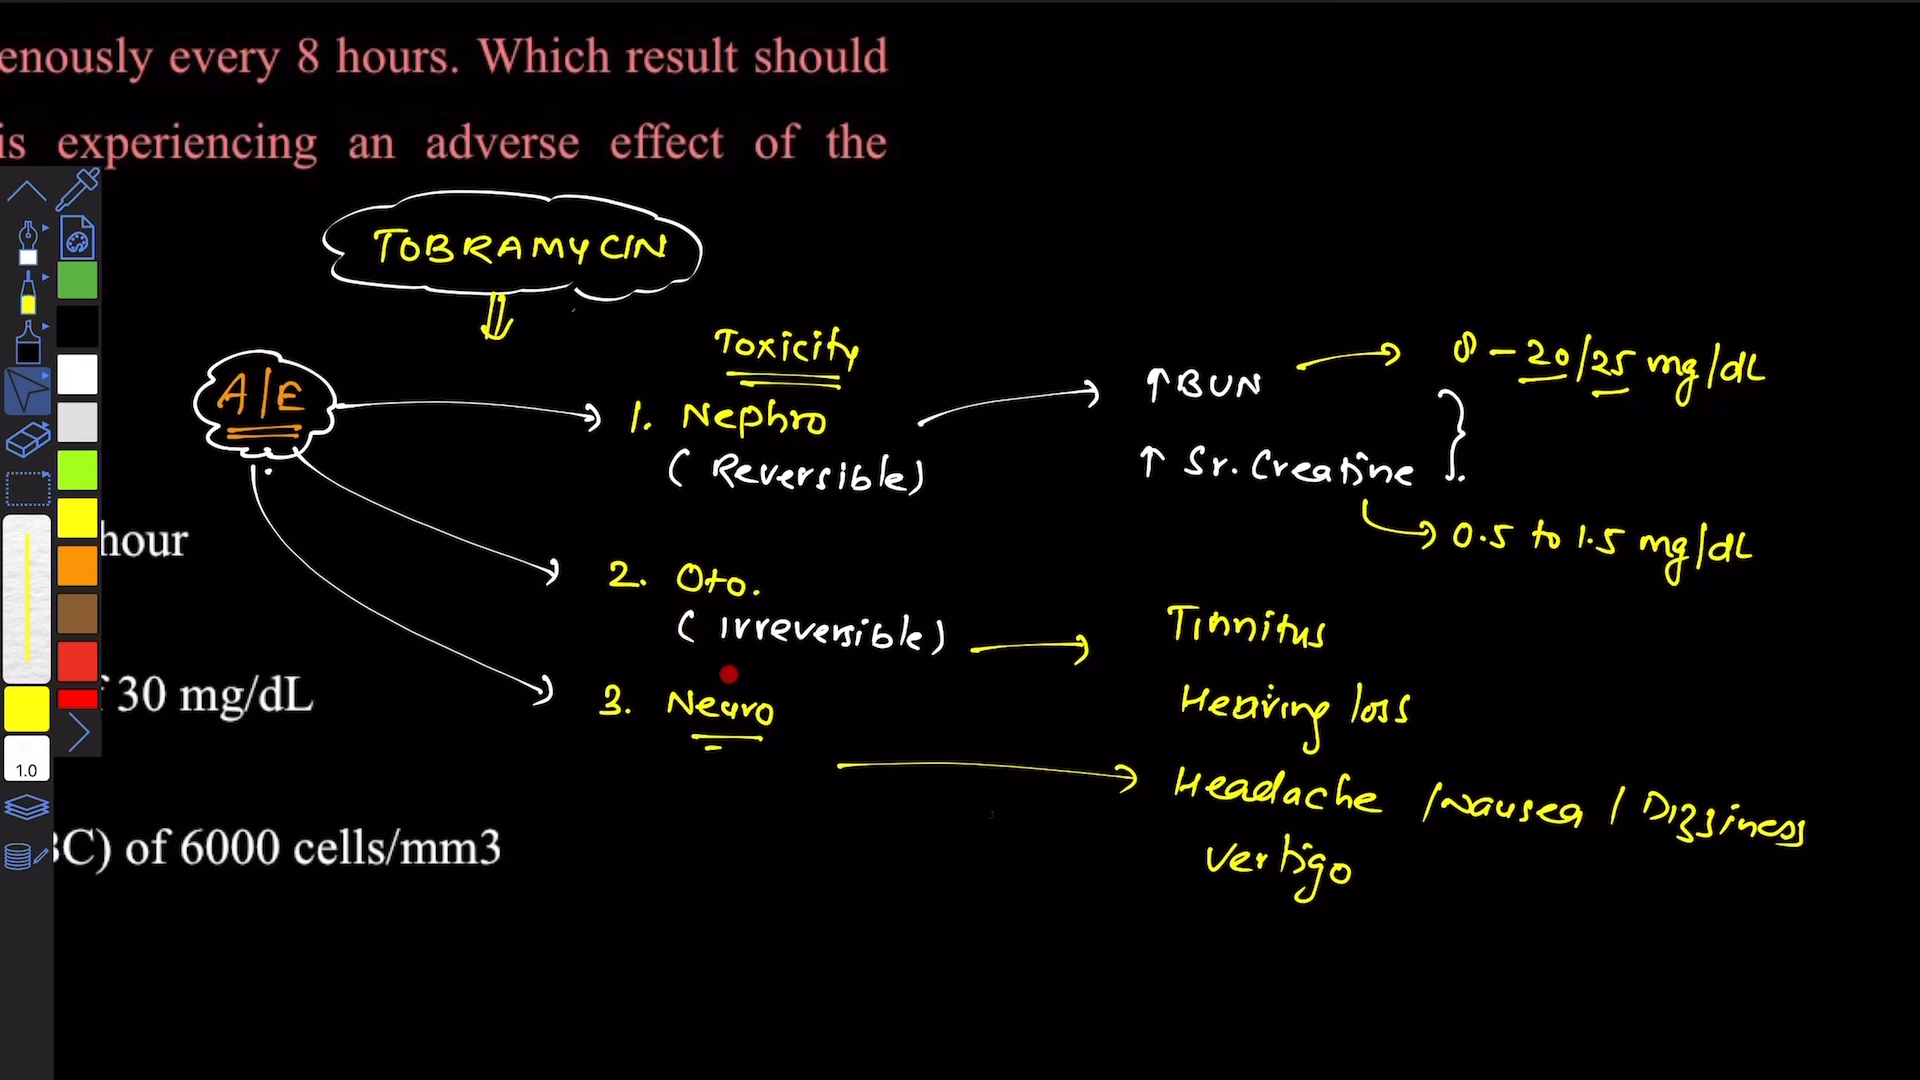 enously every 8 hours. Which result should
is experiencing an adverse effect of the
TOBRAMYCIN
Toxicity
A/E
1. Nephro
(Reversible)
↑BUN
8 - 20/25 mg/dL
↑ Sr. Creatine
0.5 to 1.5 mg/dL
hour
2. Oto.
(Irreversible)
Tinnitus
3. Neuro
Hearing loss
30 mg/dL
Headache /Nausea / Dizziness
Vertigo
C) of 6000 cells/mm3
1.0